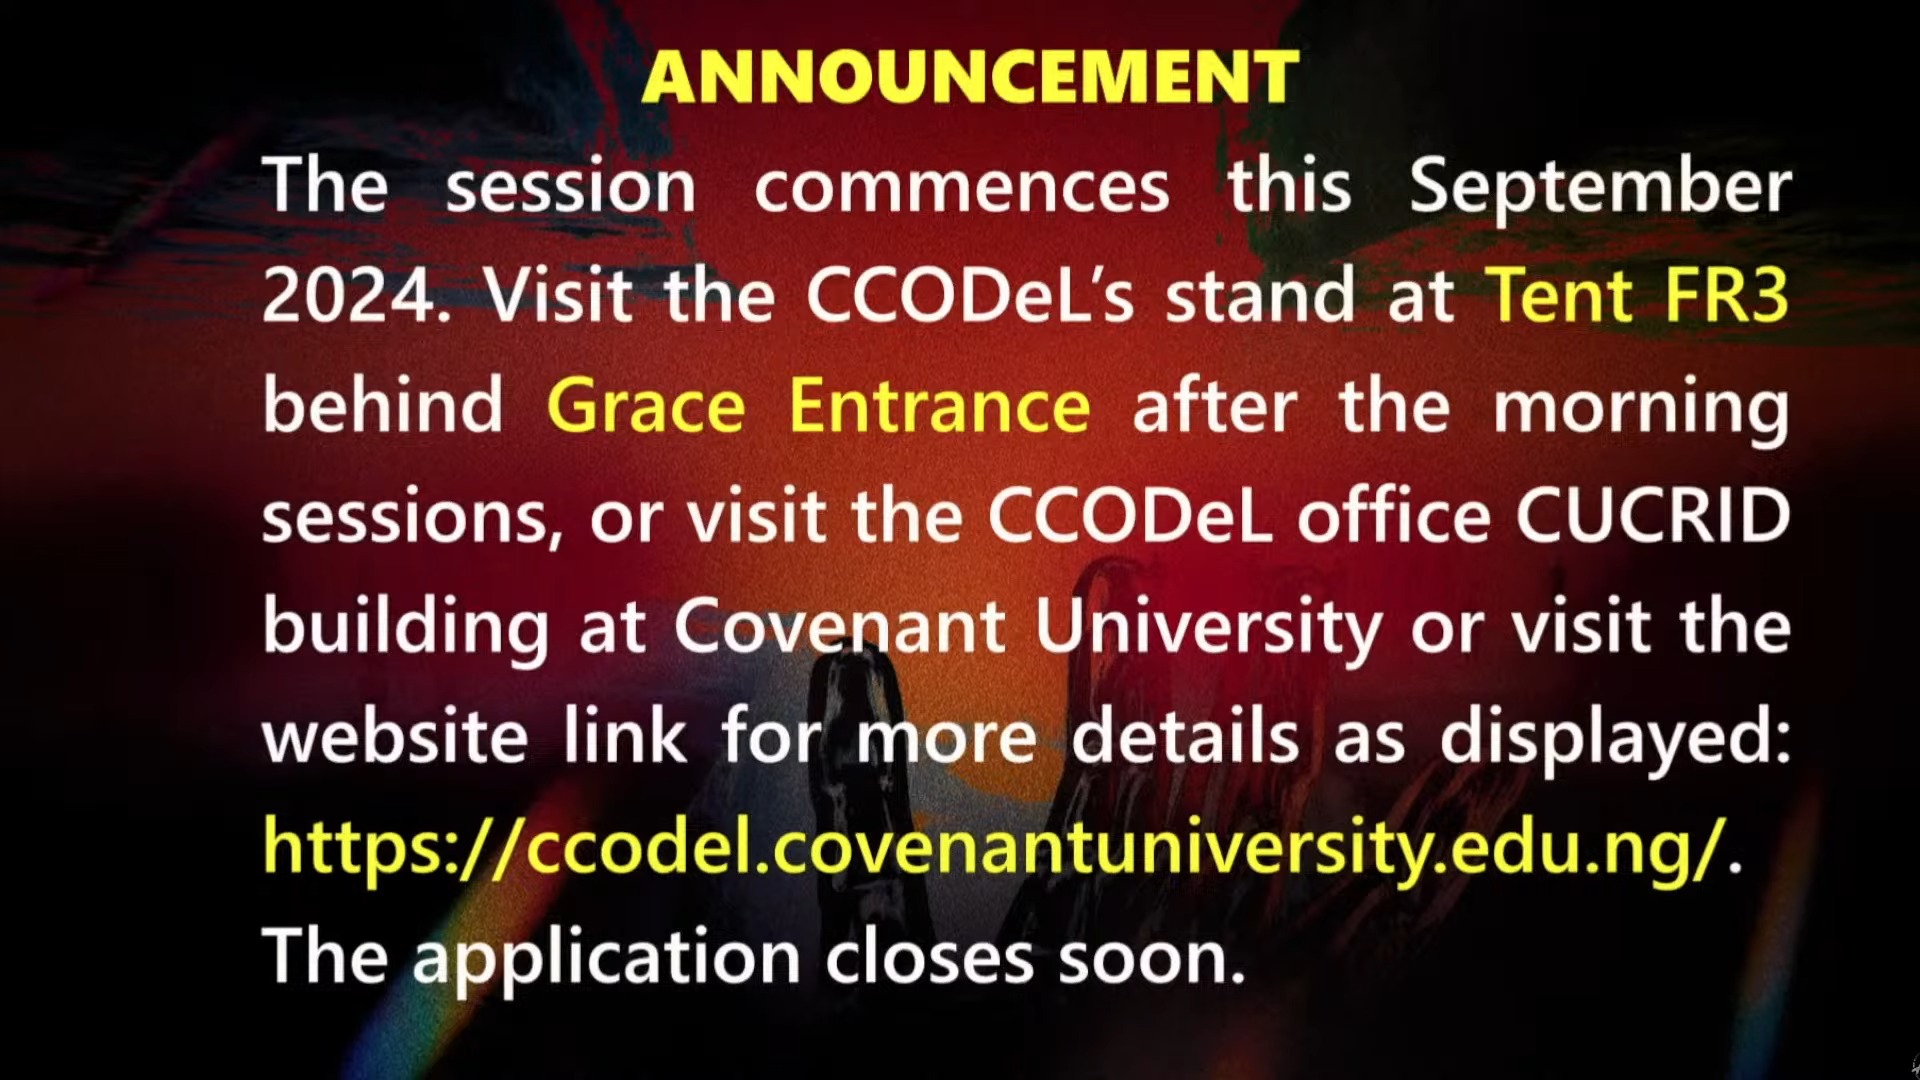 ANNOUNCEMENT
The session commences this September
2024. Visit the CCODeL’s stand at Tent FR3
behind Grace Entrance after the morning
sessions, or visit the CCODeL office CUCRID
building at Covenant University or visit the
website link for more details as displayed:
https://ccodel.covenantuniversity.edu.ng/.
The application closes soon.